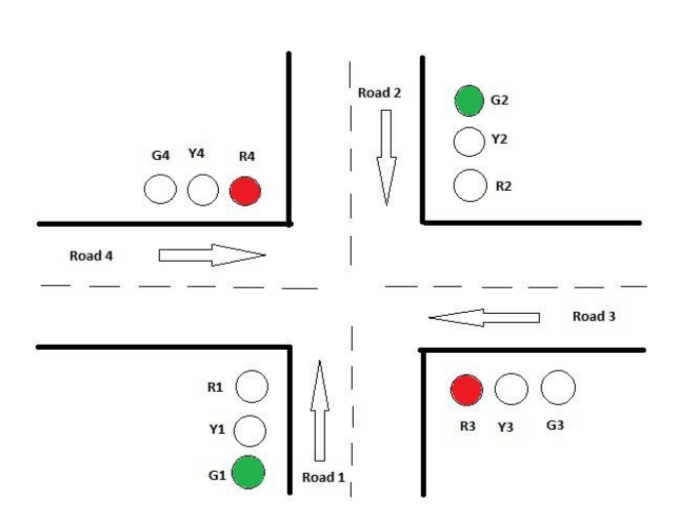 Road 2
G2
Y2
R2
G4 Y4 R4
Road 4
Road 3
R1
Y1
G1
Road 1
R3 Y3 G3